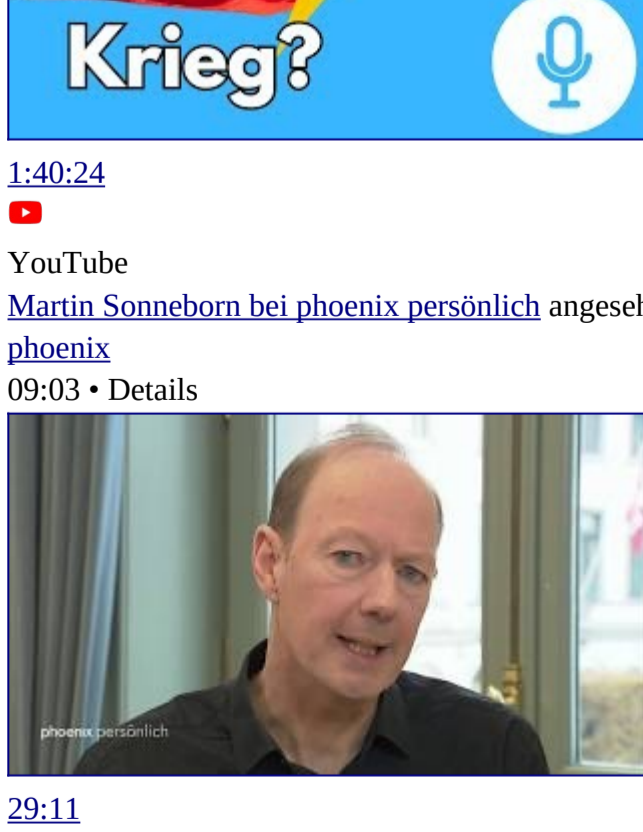 Krieg?
1:40:24
YouTube
Martin Sonneborn bei phoenix persönlich angeseh
phoenix
09:03 • Details
phoenix persönlich
29:11